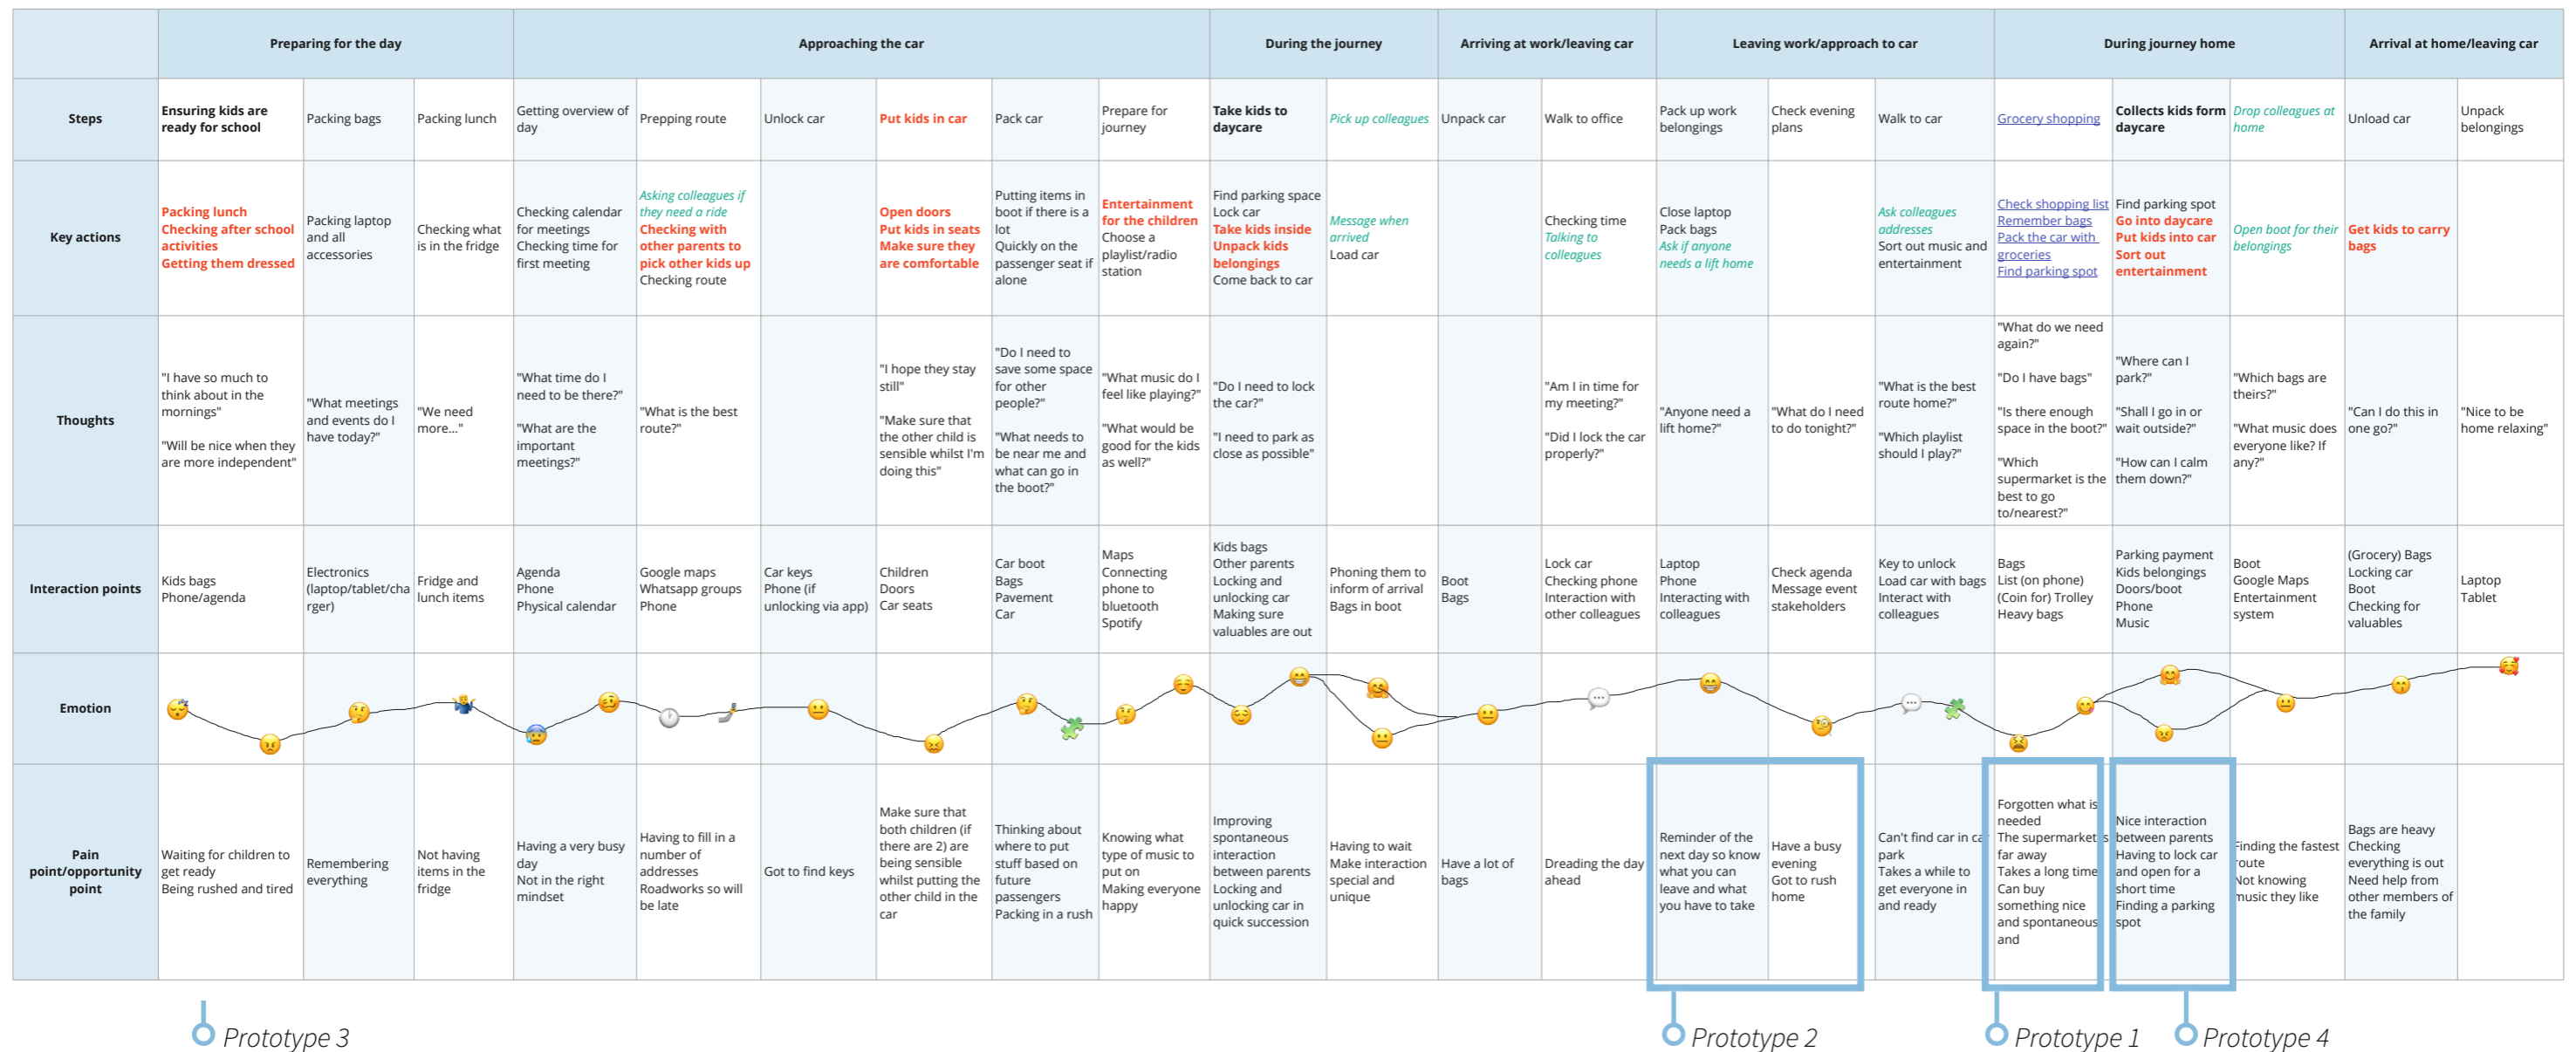 Preparing for the day
Approaching the car
During the journey
Arriving at work/leaving car
Leaving work/approach to car
During journey home
Arrival at home/leaving car
Steps
Ensuring kids are
ready for school
Packing bags
Packing lunch
Getting overview of
day
Prepping route
Unlock car
Put kids in car
Pack car
Prepare for
journey
Take kids to
daycare
Pick up colleagues
Unpack car
Walk to office
Pack up work
belongings
Check evening
plans
Walk to car
Grocery shopping
Collects kids form
daycare
Drop colleagues at
home
Unload car
Unpack
belongings
Key actions
Packing lunch
Checking after school
activities
Getting them dressed
Packing laptop
and all
accessories
Checking what
is in the fridge
Checking calendar
for meetings
Checking time for
first meeting
Asking colleagues if
they need a ride
Checking with
other parents to
pick other kids up
Checking route
Open doors
Put kids in seats
Make sure they
are comfortable
Putting items in
boot if there is a
lot
Quickly on the
passenger seat if
alone
Entertainment
for the children
Choose a
playlist/radio
station
Find parking space
Lock car
Take kids inside
Unpack kids
belongings
Come back to car
Message when
arrived
Load car
Checking time
Talking to
colleagues
Close laptop
Pack bags
Ask if anyone
needs a lift home
Ask colleagues
addresses
Sort out music and
entertainment
Check shopping list
Remember bags
Pack the car with
groceries
Find parking spot
Find parking spot
Go into daycare
Put kids into car
Sort out
entertainment
Open boot for their
belongings
Get kids to carry
bags
Thoughts
"I have so much to
think about in the
mornings"
"Will be nice when they
are more independent"
"What meetings
and events do I
have today?"
"We need
more..."
"What time do I
need to be there?"
"What are the
important
meetings?"
"What is the best
route?"
"I hope they stay
still"
"Make sure that
the other child is
sensible whilst I'm
doing this"
"Do I need to
save some space
for other
people?"
"What needs to
be near me and
what can go in
the boot?"
"What music do I
feel like playing?"
"What would be
good for the kids
as well?"
"Do I need to lock
the car?"
"I need to park as
close as possible"
"Am I in time for
my meeting?"
"Did I lock the car
properly?"
"Anyone need a
lift home?"
"What do I need
to do tonight?"
"What is the best
route home?"
"Which playlist
should I play?"
"What do we need
again?"
"Do I have bags"
"Is there enough
space in the boot?"
"Which
supermarket is the
best to go
to/nearest?"
"Where can I
park?"
"Shall I go in or
wait outside?"
"How can I calm
them down?"
"Which bags are
theirs?"
"What music does
everyone like? If
any?"
"Can I do this in
one go?"
"Nice to be
home relaxing"
Interaction points
Kids bags
Phone/agenda
Electronics
(laptop/tablet/cha
rger)
Fridge and
lunch items
Agenda
Phone
Physical calendar
Google maps
Whatsapp groups
Phone
Car keys
Phone (if
unlocking via app)
Children
Doors
Car seats
Car boot
Bags
Pavement
Car
Maps
Connecting
phone to
bluetooth
Spotify
Kids bags
Other parents
Locking and
unlocking car
Making sure
valuables are out
Phoning them to
inform of arrival
Bags in boot
Boot
Bags
Lock car
Checking phone
Interaction with
other colleagues
Laptop
Phone
Interacting with
colleagues
Check agenda
Message event
stakeholders
Key to unlock
Load car with bags
Interact with
colleagues
Bags
List (on phone)
(Coin for) Trolley
Heavy bags
Parking payment
Kids belongings
Doors/boot
Phone
Music
Boot
Google Maps
Entertainment
system
(Grocery) Bags
Locking car
Boot
Checking for
valuables
Laptop
Tablet
Emotion
Pain
point/opportunity
point
Waiting for children to
get ready
Being rushed and tired
Remembering
everything
Not having
items in the
fridge
Having a very busy
day
Not in the right
mindset
Having to fill in a
number of
addresses
Roadworks so will
be late
Got to find keys
Make sure that
both children (if
there are 2) are
being sensible
whilst putting the
other child in the
car
Thinking about
where to put
stuff based on
future
passengers
Packing in a rush
Knowing what
type of music to
put on
Making everyone
happy
Improving
spontaneous
interaction
between parents
Locking and
unlocking car in
quick succession
Having to wait
Make interaction
special and
unique
Have a lot of
bags
Dreading the day
ahead
Reminder of the
next day so know
what you can
leave and what
you have to take
Have a busy
evening
Got to rush
home
Can't find car in car
park
Takes a while to
get everyone in
and ready
Forgotten what is
needed
The supermarket is
far away
Takes a long time
Can buy
something nice
and spontaneous
and
Nice interaction
between parents
Having to lock car
and open for a
short time
Finding a parking
spot
Finding the fastest
route
Not knowing
music they like
Bags are heavy
Checking
everything is out
Need help from
other members of
the family
Prototype 3
Prototype 2
Prototype 1
Prototype 4